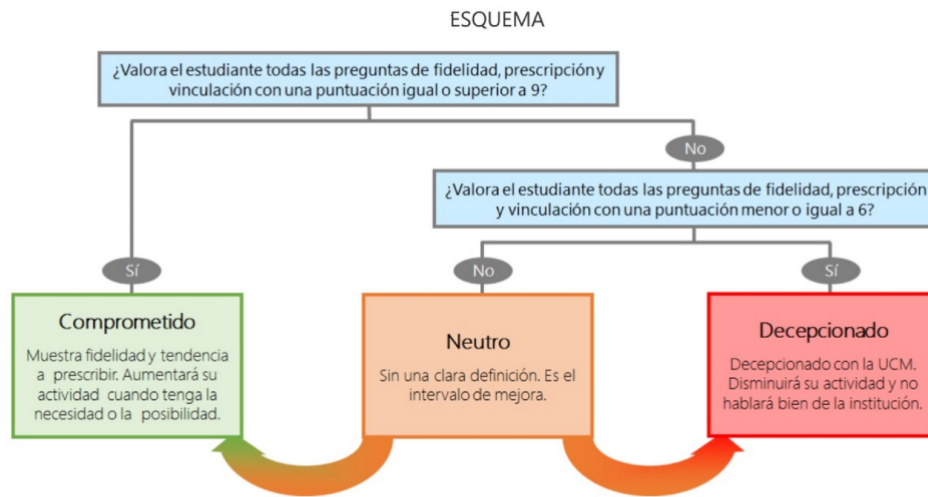 ESQUEMA
¿Valora el estudiante todas las preguntas de fidelidad, prescripción y
vinculación con una puntuación igual o superior a 9?
No
¿Valora el estudiante todas las preguntas de fidelidad, prescripción
y vinculación con una puntuación menor o igual a 6?
Sí
No
Sí
Comprometido
Muestra fidelidad y tendencia
a prescribir. Aumentará su
actividad cuando tenga la
necesidad o la posibilidad.
Neutro
Sin una clara definición. Es el
intervalo de mejora.
Decepcionado
Decepcionado con la UCM.
Disminuirá su actividad y no
hablará bien de la institución.